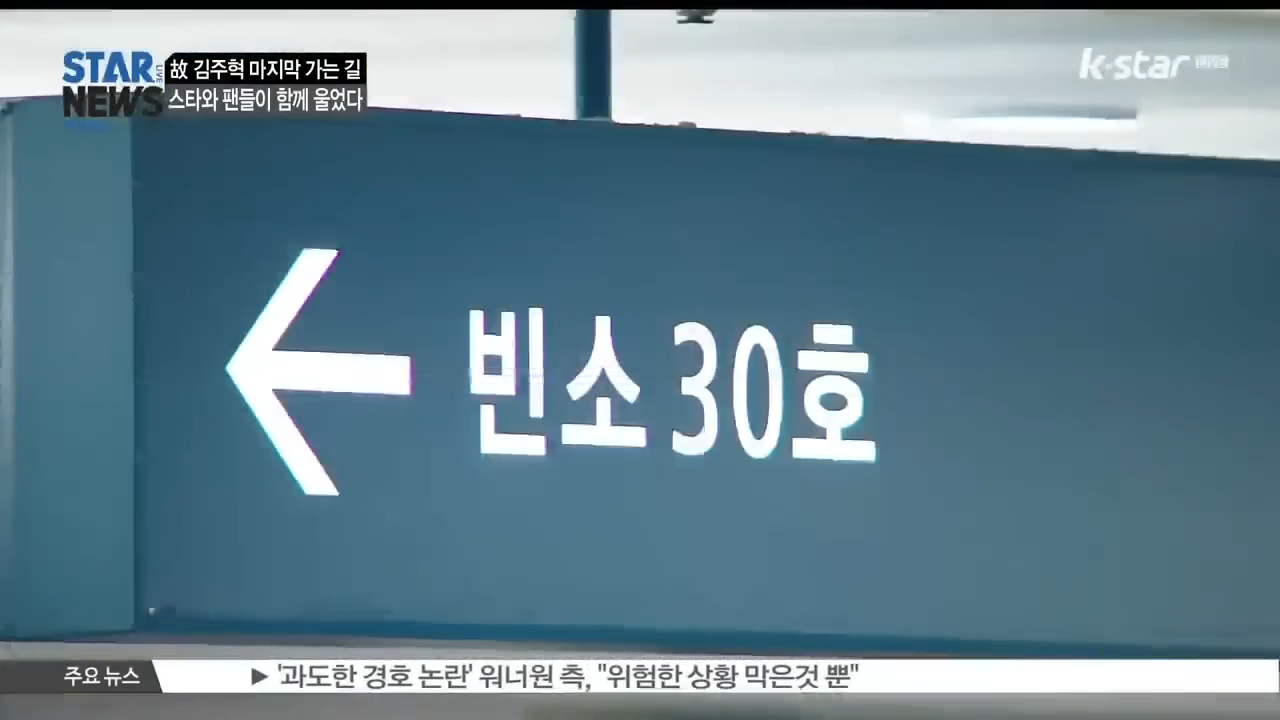 STAR LIVE
NEWS
故 김주혁 마지막 가는 길
스타와 팬들이 함께 울었다
k-star
빈소 30호
주요 뉴스
▶ '과도한 경호 논란' 워너원 측, "위험한 상황 막은것 뿐"